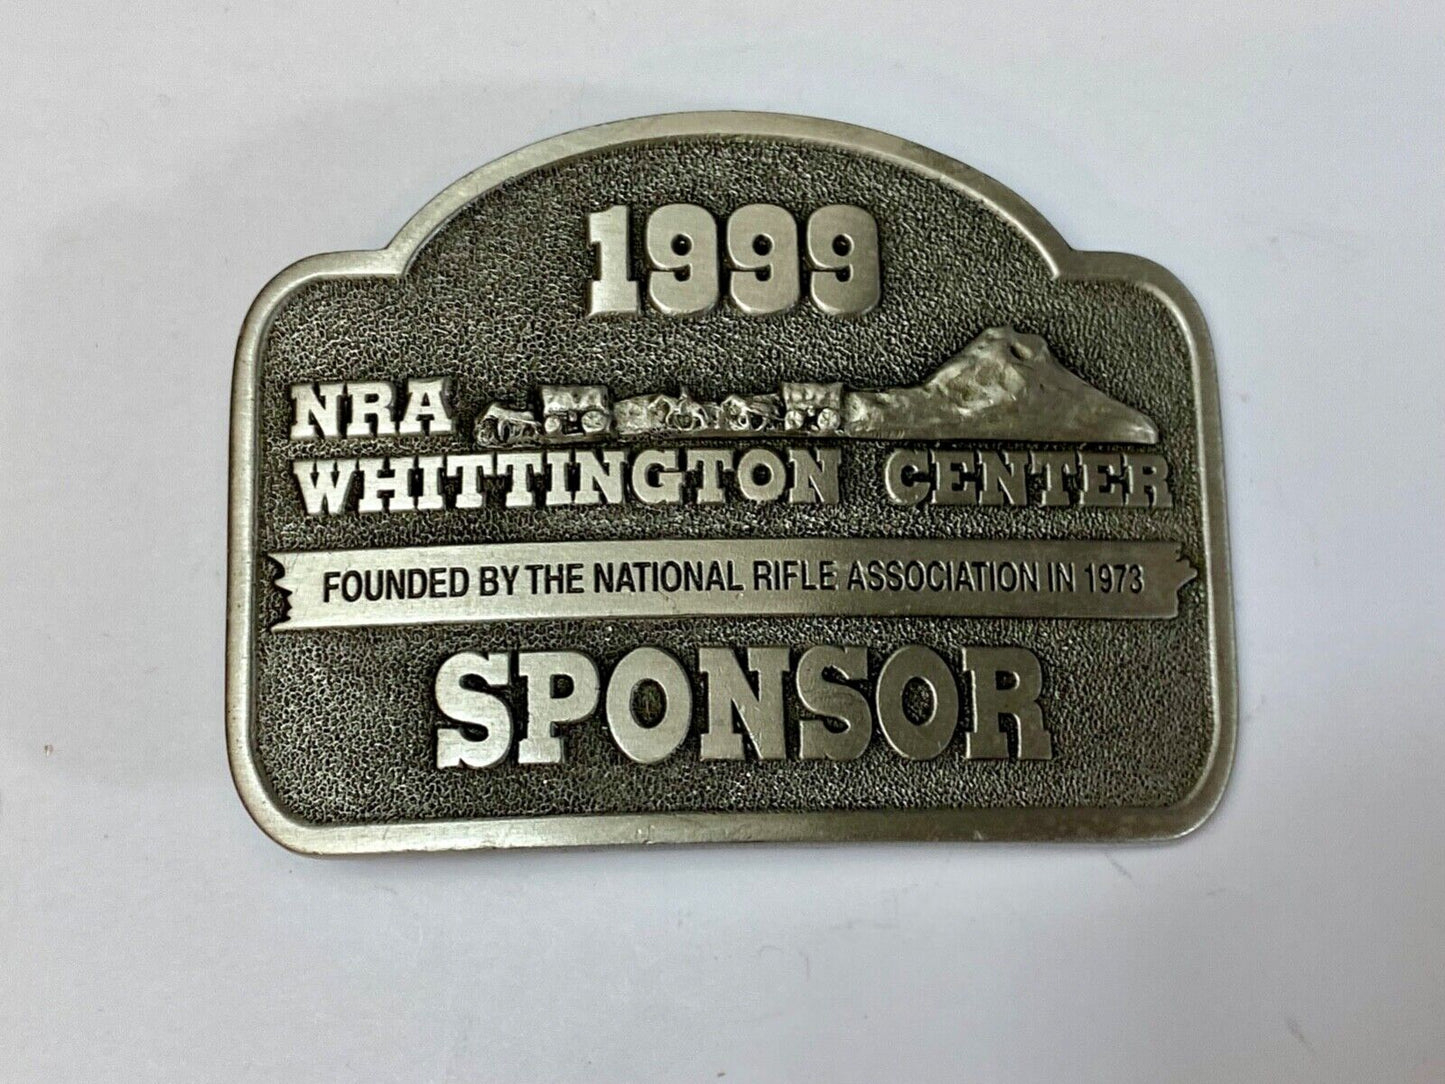 1999
NRA
WHITTINGTON CENTER
FOUNDED BY THE NATIONAL RIFLE ASSOCIATION IN 1973
SPONSOR